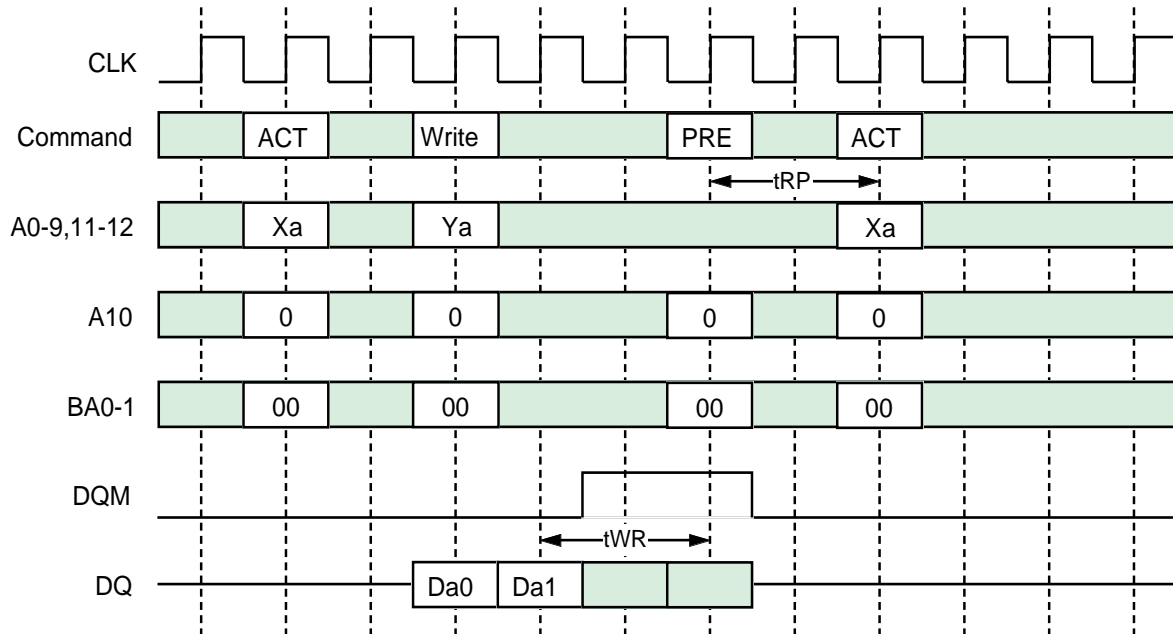 CLK
Command ACT Write PRE ACT
tRP
A0-9,11-12 Xa Ya Xa
A10 0 0 0 0
BA0-1 00 00 00 00
DQM
tWR
DQ Da0 Da1